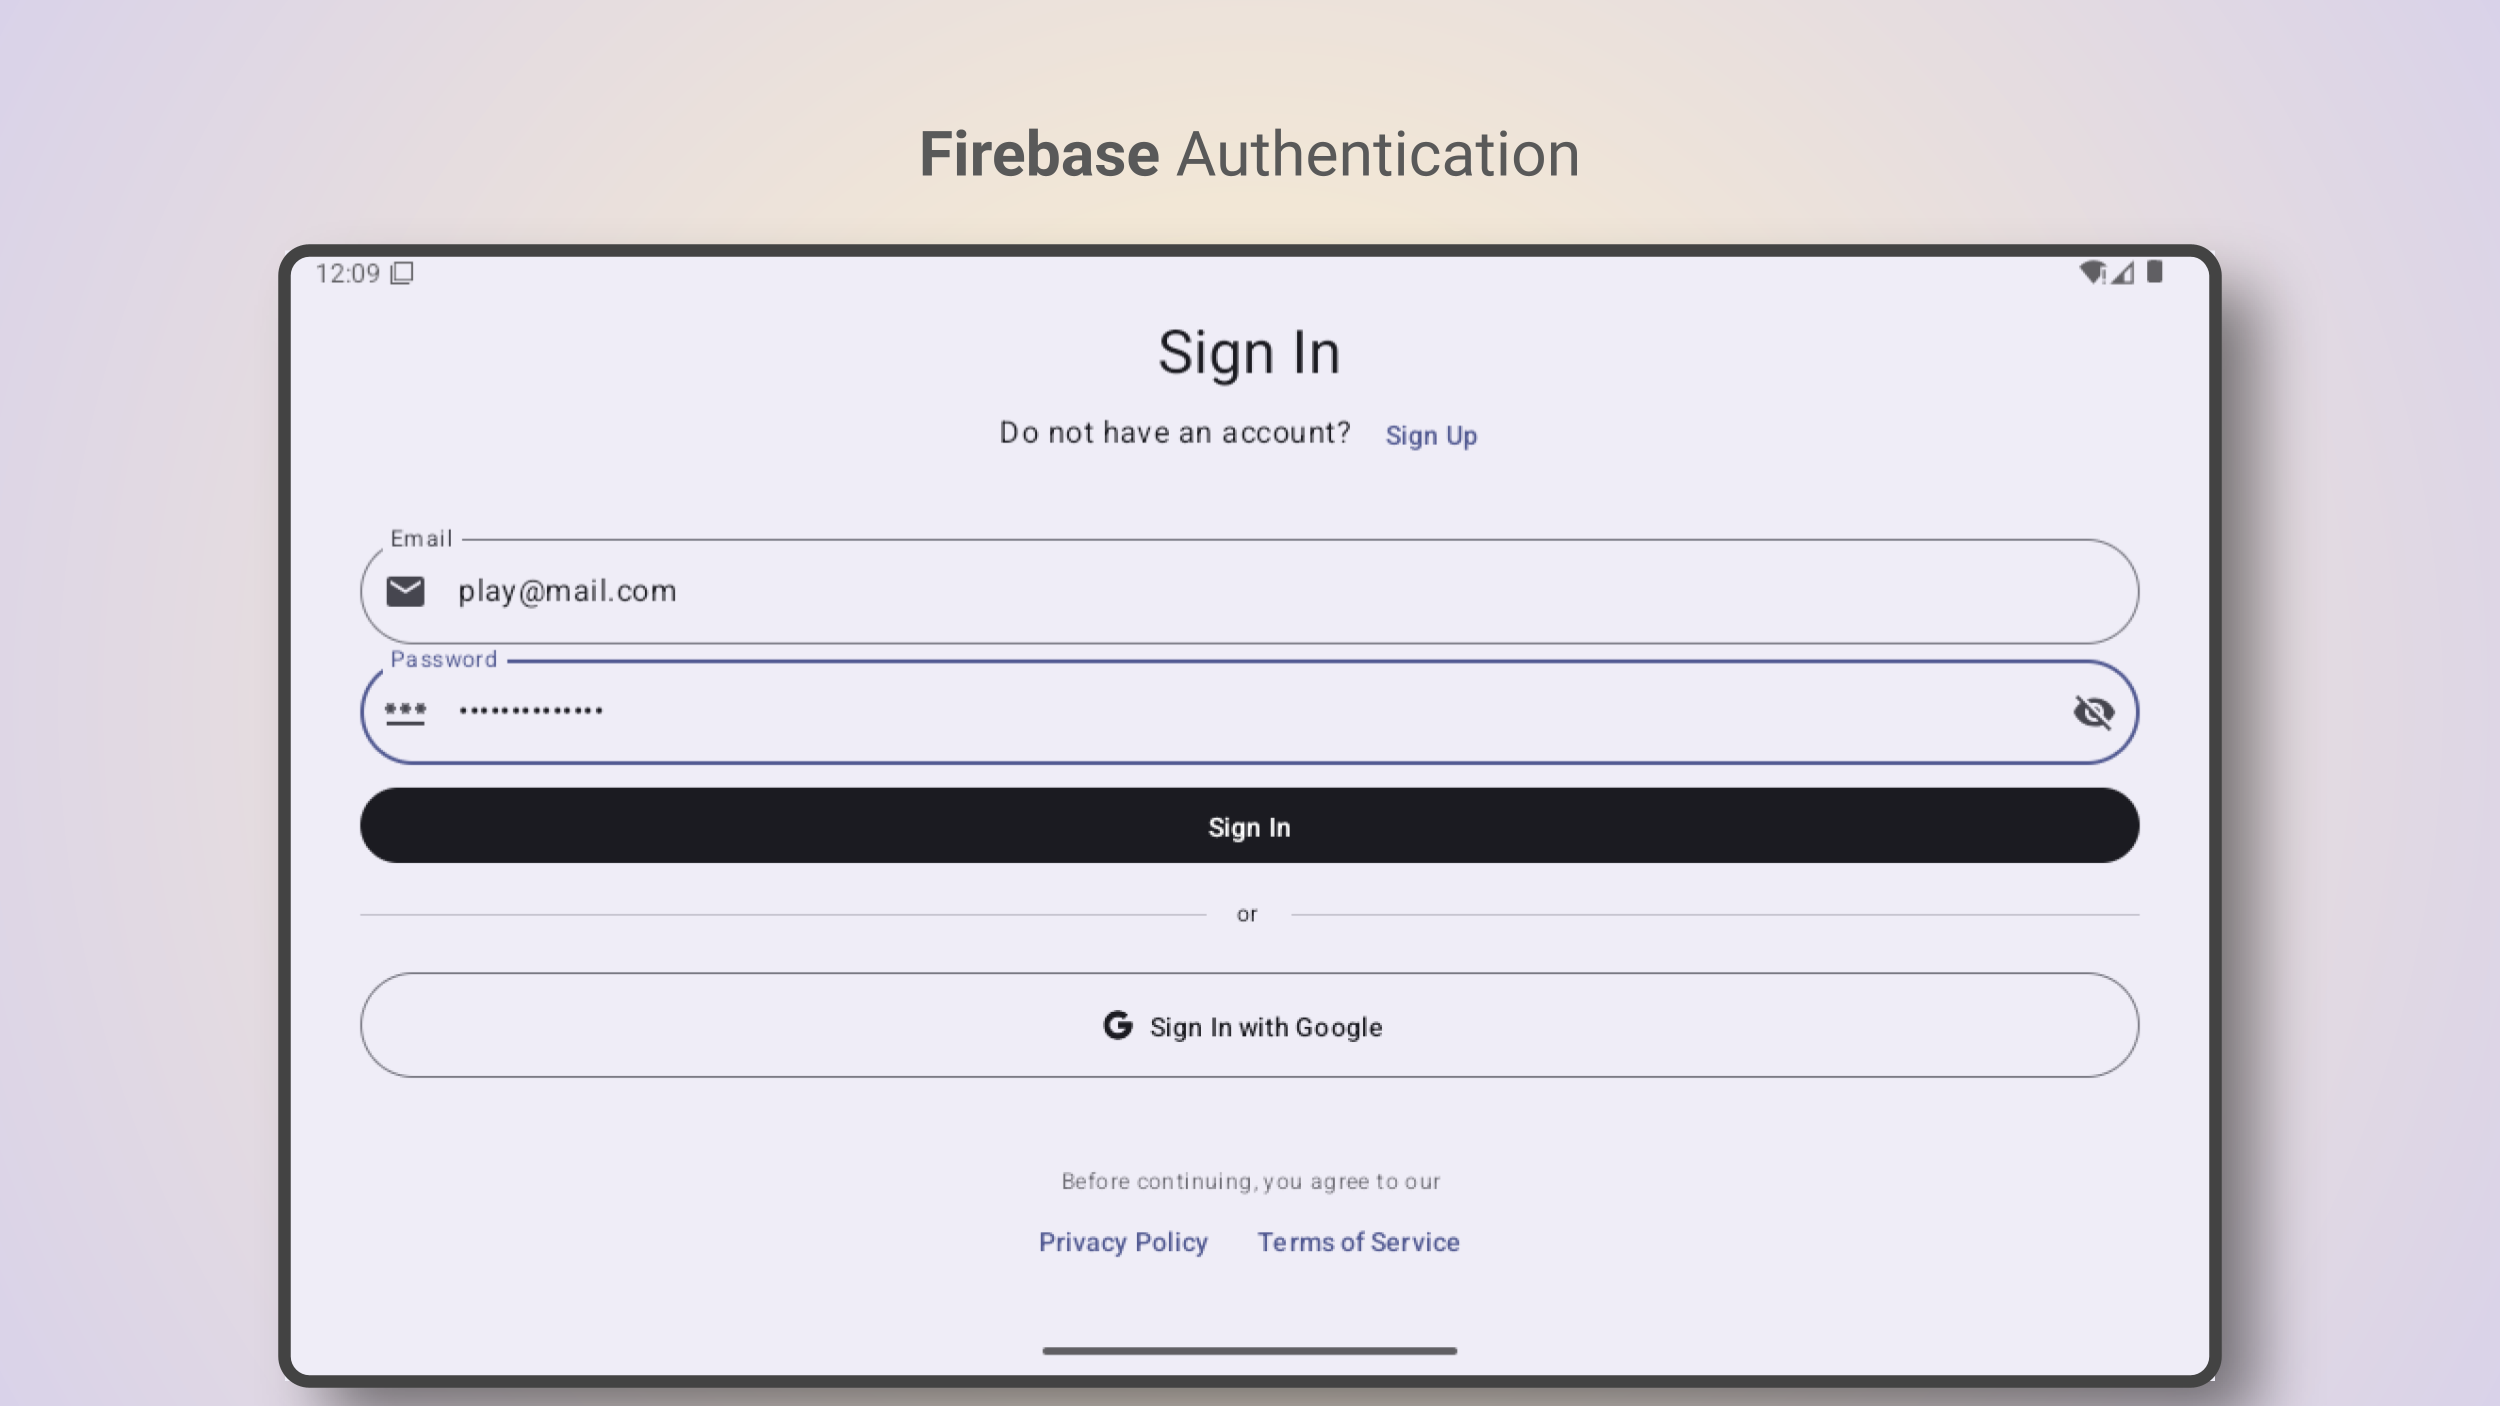 Firebase Authentication
12:09
Sign In
Do not have an account? Sign Up
Email
play@mail.com
Password
••••••••••••••
Sign In
or
Sign In with Google
Before continuing, you agree to our
Privacy Policy Terms of Service